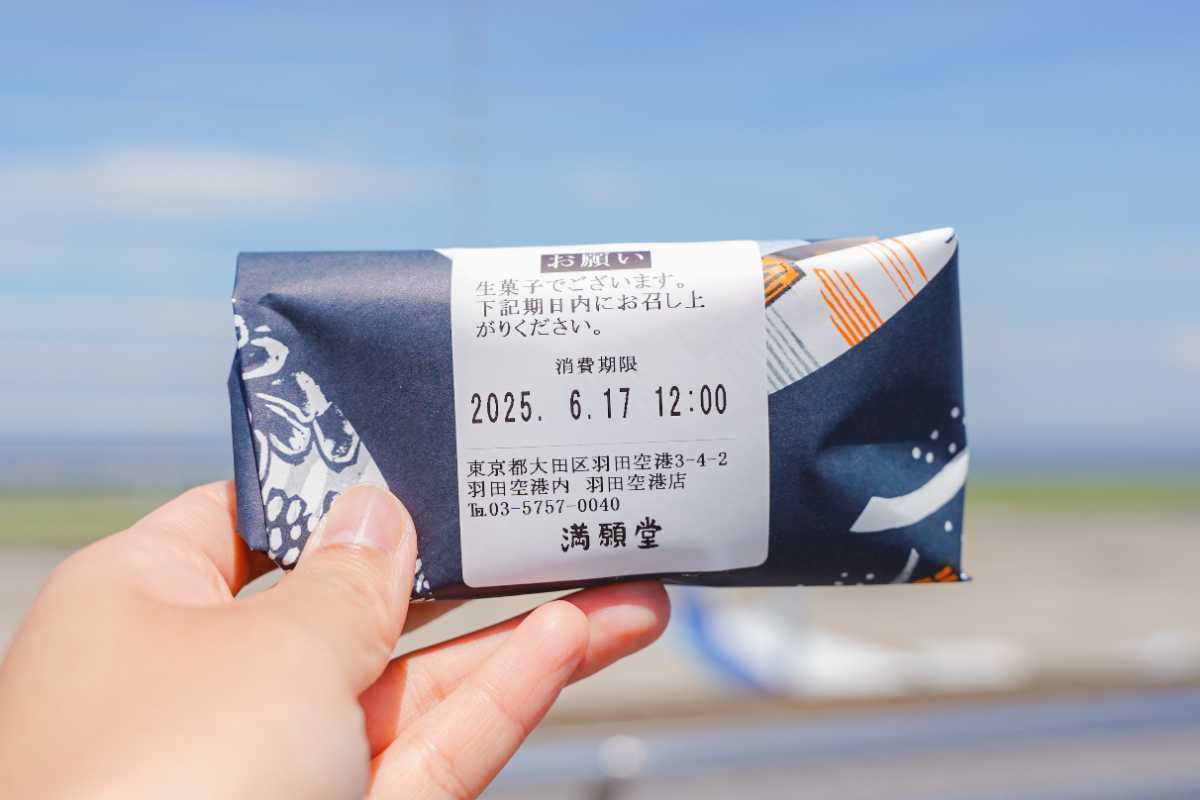 お願い
生菓子でございます。
下記期日内にお召し上
がりください。
消費期限
2025. 6.17 12:00
東京都大田区羽田空港3-4-2
羽田空港内 羽田空港店
℡03-5757-0040
満願堂